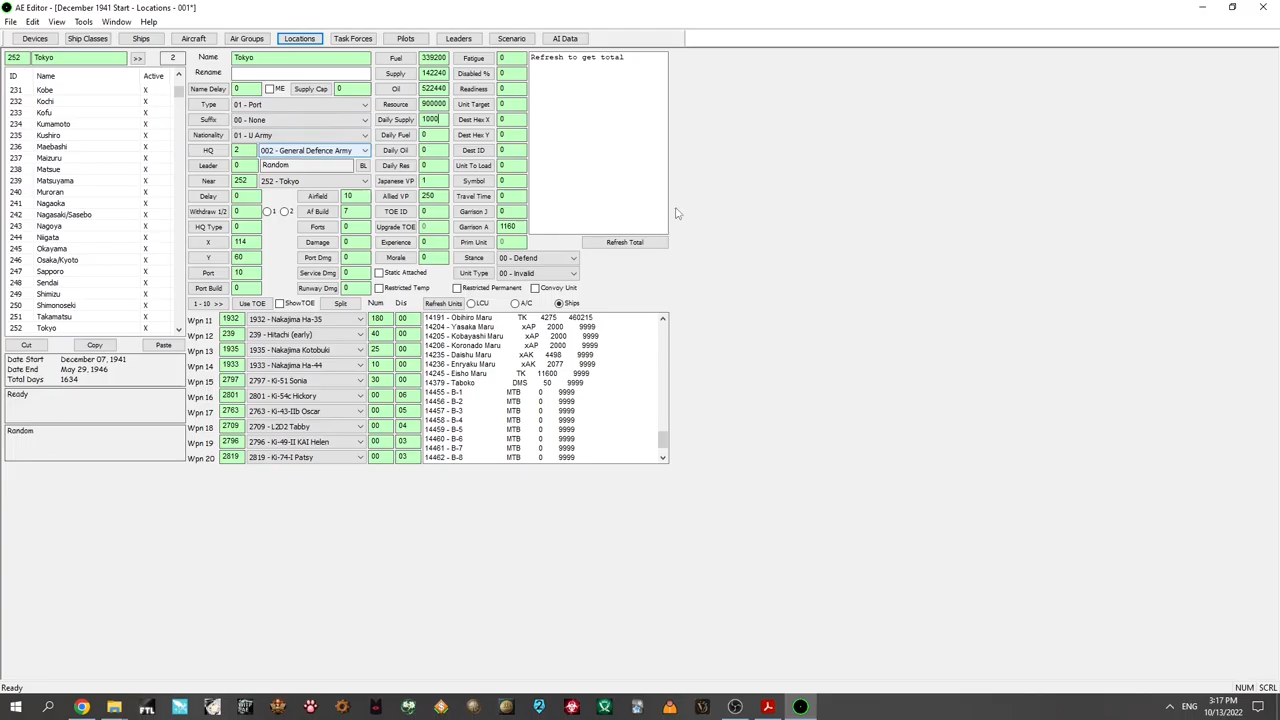 AE Editor - [December 1941 Start - Locations - 001*]
File Edit View Tools Window Help
Devices Ship Classes Ships Aircraft Air Groups Locations Task Forces Pilots Leaders Scenario AI Data
252 Tokyo >> 2
ID Name Active
231 Kobe X
232 Kochi X
233 Kofu X
234 Kumamoto X
235 Kushiro X
236 Maebashi X
237 Maizuru X
238 Matsue X
239 Matsuyama X
240 Muroran X
241 Nagaoka X
242 Nagasaki/Sasebo X
243 Nagoya X
244 Niigata X
245 Okayama X
246 Osaka/Kyoto X
247 Sapporo X
248 Sendai X
249 Shimizu X
250 Shimonoseki X
251 Takamatsu X
252 Tokyo X
Cut Copy Paste
Date Start December 07, 1941
Date End May 29, 1946
Total Days 1634
Ready
Random
Name Tokyo Fuel 339200 Fatigue 0
Rename Supply 142240 Disabled % 0
Name Delay 0 ME Supply Cap 0 Oil 522440 Readiness 0
Type 01 - Port Resource 900000 Unit Target 0
Suffix 00 - None Daily Supply 1000 Dest Hex X 0
Nationality 01 - IJ Army Daily Fuel 0 Dest Hex Y 0
HQ 2 002 - General Defence Army Daily Oil 0 Dest ID 0
Leader 0 Random BL Daily Res 0 Unit To Load 0
Near 252 252 - Tokyo Japanese VP 1 Symbol 0
Delay 0 Airfield 10 Allied VP 250 Travel Time 0
Withdraw 1/2 0 1 2 Af Build 7 TOE ID 0 Garrison J 0
HQ Type 0 Forts 0 Upgrade TOE 0 Garrison A 1160
X 114 Damage 0 Experience 0 Prim Unit 0
Y 60 Port Dmg 0 Morale 0 Stance 00 - Defend
Port 10 Service Dmg 0 Static Attached Unit Type 00 - Invalid
Port Build 0 Runway Dmg 0 Restricted Temp Restricted Permanent Convoy Unit
Refresh to get total
Refresh Total
1 - 10 >> Use TOE ShowTOE Split Num Dis Refresh Units LCU A/C Ships
Wpn 11 1932 1932 - Nakajima Ha-35 180 00
Wpn 12 239 239 - Hitachi (early) 40 00
Wpn 13 1935 1935 - Nakajima Kotobuki 25 00
Wpn 14 1933 1933 - Nakajima Ha-44 10 00
Wpn 15 2797 2797 - Ki-51 Sonia 30 00
Wpn 16 2801 2801 - Ki-54c Hickory 00 06
Wpn 17 2763 2763 - Ki-43-IIb Oscar 00 05
Wpn 18 2709 2709 - L2D2 Tabby 00 04
Wpn 19 2796 2796 - Ki-49-II KAI Helen 00 03
Wpn 20 2819 2819 - Ki-74-I Patsy 00 03
14191 - Obihiro Maru TK 4275 460215
14204 - Yasaka Maru xAP 2000 9999
14205 - Kobayashi Maru xAP 2000 9999
14206 - Koronado Maru xAP 2000 9999
14235 - Daishu Maru xAK 4498 9999
14236 - Enryaku Maru xAK 2077 9999
14245 - Eisho Maru TK 11600 9999
14379 - Taboko DMS 50 9999
14455 - B-1 MTB 0 9999
14456 - B-2 MTB 0 9999
14457 - B-3 MTB 0 9999
14458 - B-4 MTB 0 9999
14459 - B-5 MTB 0 9999
14460 - B-6 MTB 0 9999
14461 - B-7 MTB 0 9999
14462 - B-8 MTB 0 9999
Ready NUM SCRL
FTL
ENG 3:17 PM
10/13/2022